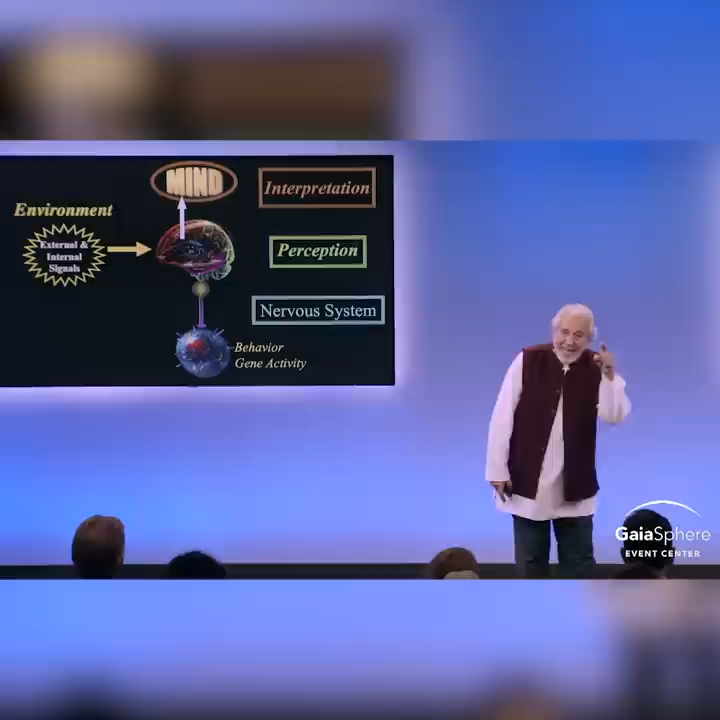 MIND
Interpretation
Environment
External &
Internal
Signals
Perception
Nervous System
Behavior
Gene Activity
GaiaSphere
EVENT CENTER